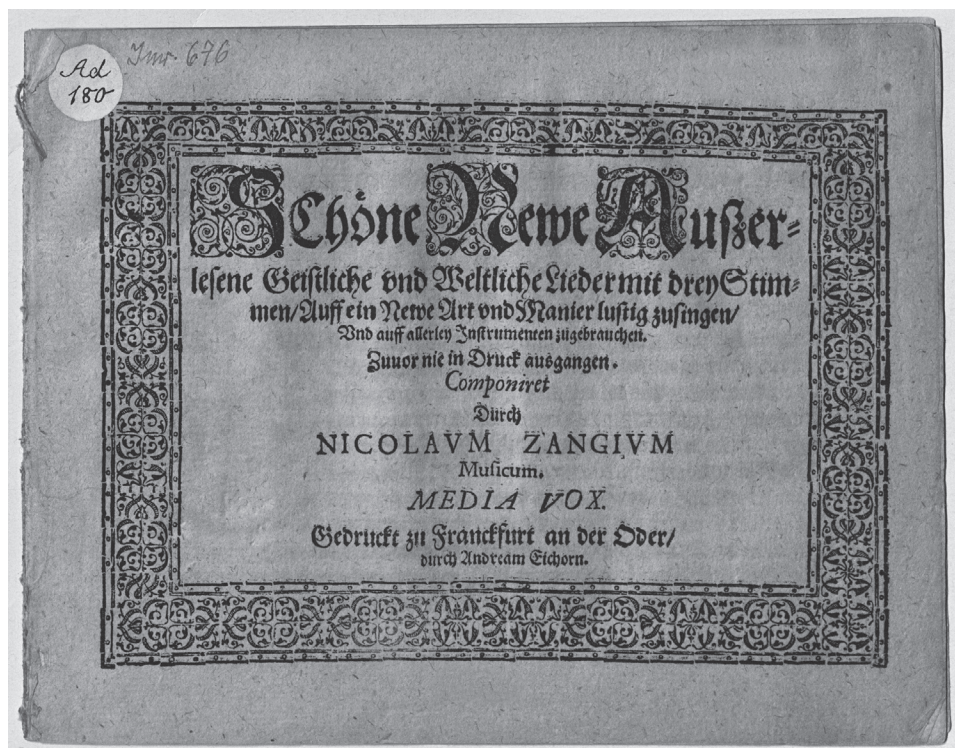 Ad
180
Inv. 676
SChöne Newe Außer-
lesene Geistliche vnd Weltliche Lieder mit drey Stim-
men/Auff ein Newe Art vnd Manier lustig zusingen/
Vnd auff allerley Instrumenten zugebrauchen.
Zuuor nie in Druck ausgangen.
Componiret
Durch
NICOLAVM ZANGIVM
Musicum.
MEDIA VOX.
Gedruckt zu Franckfurt an der Oder/
durch Andream Eichorn.